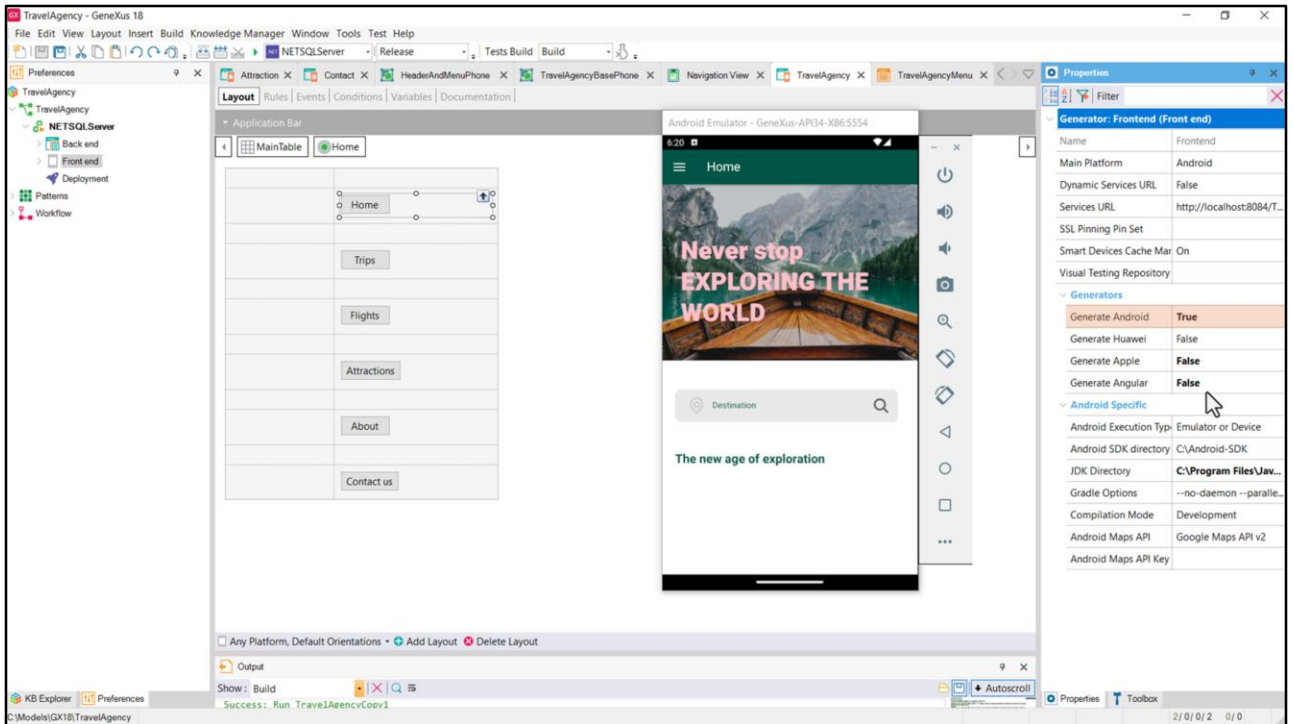 GX TravelAgency - GeneXus 18
File Edit View Layout Insert Build Knowledge Manager Window Tools Test Help
NETSQLServer Release Tests Build Build
Preferences
TravelAgency
TravelAgency
NETSQLServer
Back end
Front end
Deployment
Patterns
Workflow
KB Explorer Preferences
Attraction X Contact X HeaderAndMenuPhone X TravelAgencyBasePhone X Navigation View X TravelAgency X TravelAgencyMenu X
Layout Rules Events Conditions Variables Documentation
Application Bar
MainTable Home
Home
Trips
Flights
Attractions
About
Contact us
Android Emulator - GeneXus-API34-X86:5554
6:20
Home
Never stop
EXPLORING THE
WORLD
Destination
The new age of exploration
Any Platform, Default Orientations Add Layout Delete Layout
Output
Show: Build Autoscroll
Success: Run TravelAgencyCopy1
Properties
Filter
Generator: Frontend (Front end)
Name Frontend
Main Platform Android
Dynamic Services URL False
Services URL http://localhost:8084/T...
SSL Pinning Pin Set
Smart Devices Cache Mar On
Visual Testing Repository
Generators
Generate Android True
Generate Huawei False
Generate Apple False
Generate Angular False
Android Specific
Android Execution Typ Emulator or Device
Android SDK directory C:\Android-SDK
JDK Directory C:\Program Files\Jav...
Gradle Options --no-daemon --paralle...
Compilation Mode Development
Android Maps API Google Maps API v2
Android Maps API Key
Properties Toolbox
C:\Models\GX18\TravelAgency 2/ 0/ 0/ 2 0/ 0